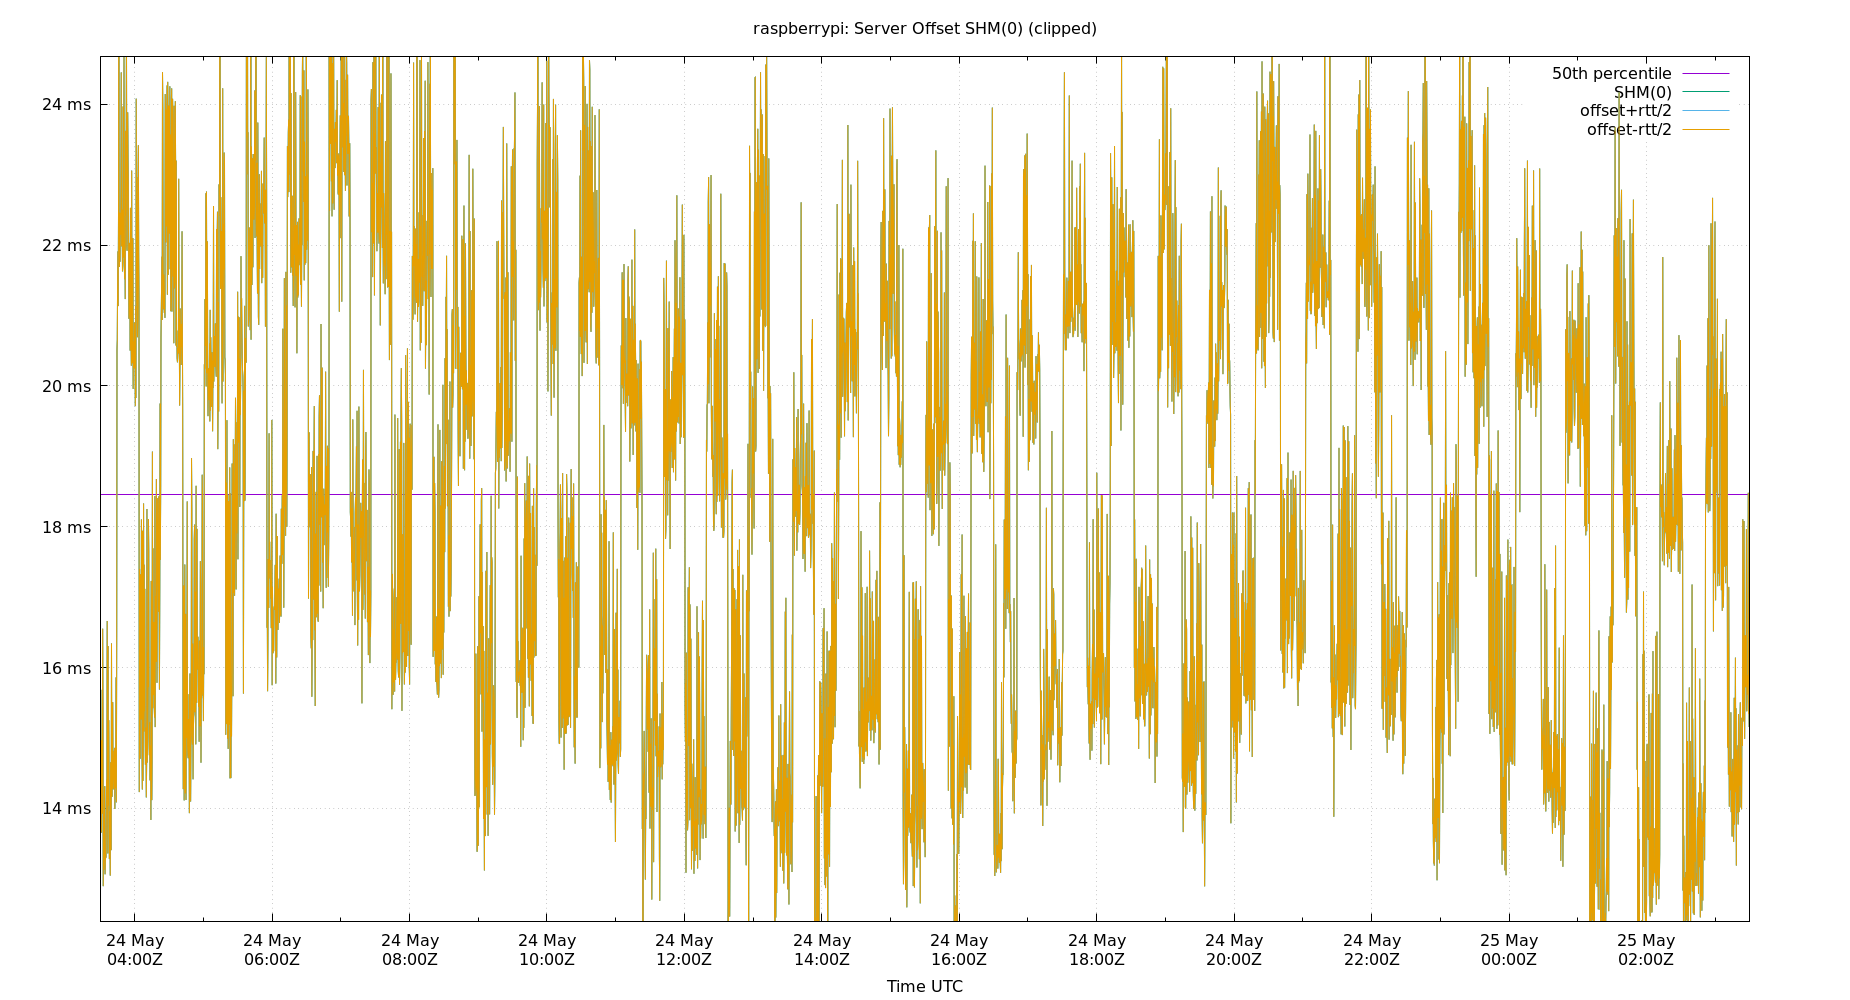 raspberrypi: Server Offset SHM(0) (clipped)
50th percentile
SHM(0)
offset+rtt/2
offset-rtt/2
24 ms
22 ms
20 ms
18 ms
16 ms
14 ms
24 May 24 May 24 May 24 May 24 May 24 May 24 May 24 May 24 May 24 May 25 May 25 May
04:00Z 06:00Z 08:00Z 10:00Z 12:00Z 14:00Z 16:00Z 18:00Z 20:00Z 22:00Z 00:00Z 02:00Z
Time UTC